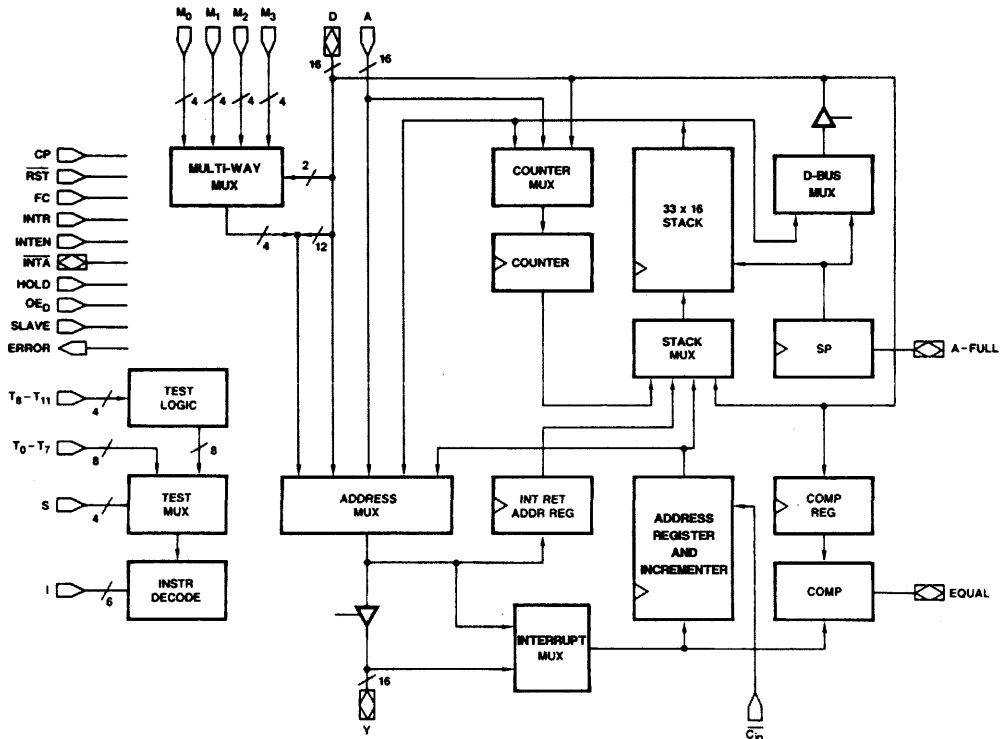 M0 M1 M2 M3 D A
16 16
4 4 4 4
CP
RST
FC
INTR
INTEN
INTA
HOLD
OED
SLAVE
ERROR
MULTI-WAY
MUX
2
4 12
COUNTER
MUX
COUNTER
33 x 16
STACK
D-BUS
MUX
STACK
MUX
SP
A-FULL
T8-T11
4
TEST
LOGIC
8
T0-T7
8
S
4
TEST
MUX
I
6
INSTR
DECODE
ADDRESS
MUX
INT RET
ADDR REG
ADDRESS
REGISTER
AND
INCREMENTER
COMP
REG
COMP
EQUAL
INTERRUPT
MUX
16
Y
Cin